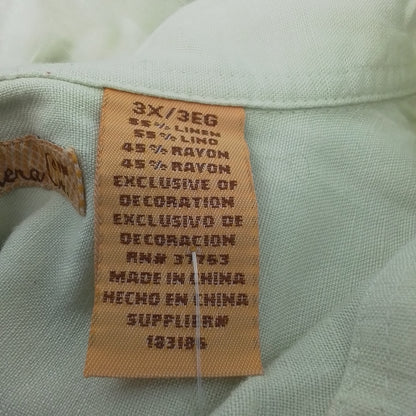 3X/3EG
55% LINEN
55% LINO
45% RAYON
45% RAYON
EXCLUSIVE OF
DECORATION
EXCLUSIVO DE
DECORACION
RN# 37763
MADE IN CHINA
HECHO EN CHINA
SUPPLIER#
183186